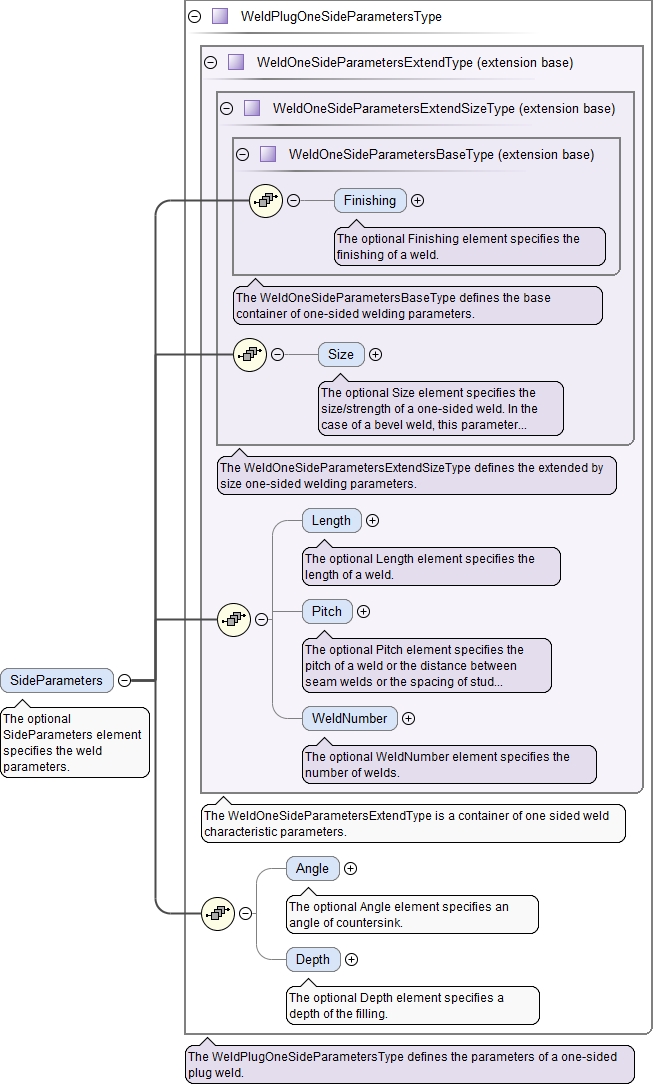 WeldPlugOneSideParametersType
WeldOneSideParametersExtendType (extension base)
WeldOneSideParametersExtendSizeType (extension base)
WeldOneSideParametersBaseType (extension base)
Finishing
The optional Finishing element specifies the
finishing of a weld.
The WeldOneSideParametersBaseType defines the base
container of one-sided welding parameters.
Size
The optional Size element specifies the
size/strength of a one-sided weld. In the
case of a bevel weld, this parameter...
The WeldOneSideParametersExtendSizeType defines the extended by
size one-sided welding parameters.
Length
The optional Length element specifies the
length of a weld.
Pitch
The optional Pitch element specifies the
pitch of a weld or the distance between
seam welds or the spacing of stud...
SideParameters
The optional
SideParameters element
specifies the weld
parameters.
WeldNumber
The optional WeldNumber element specifies the
number of welds.
The WeldOneSideParametersExtendType is a container of one sided weld
characteristic parameters.
Angle
The optional Angle element specifies an
angle of countersink.
Depth
The optional Depth element specifies a
depth of the filling.
The WeldPlugOneSideParametersType defines the parameters of a one-sided
plug weld.